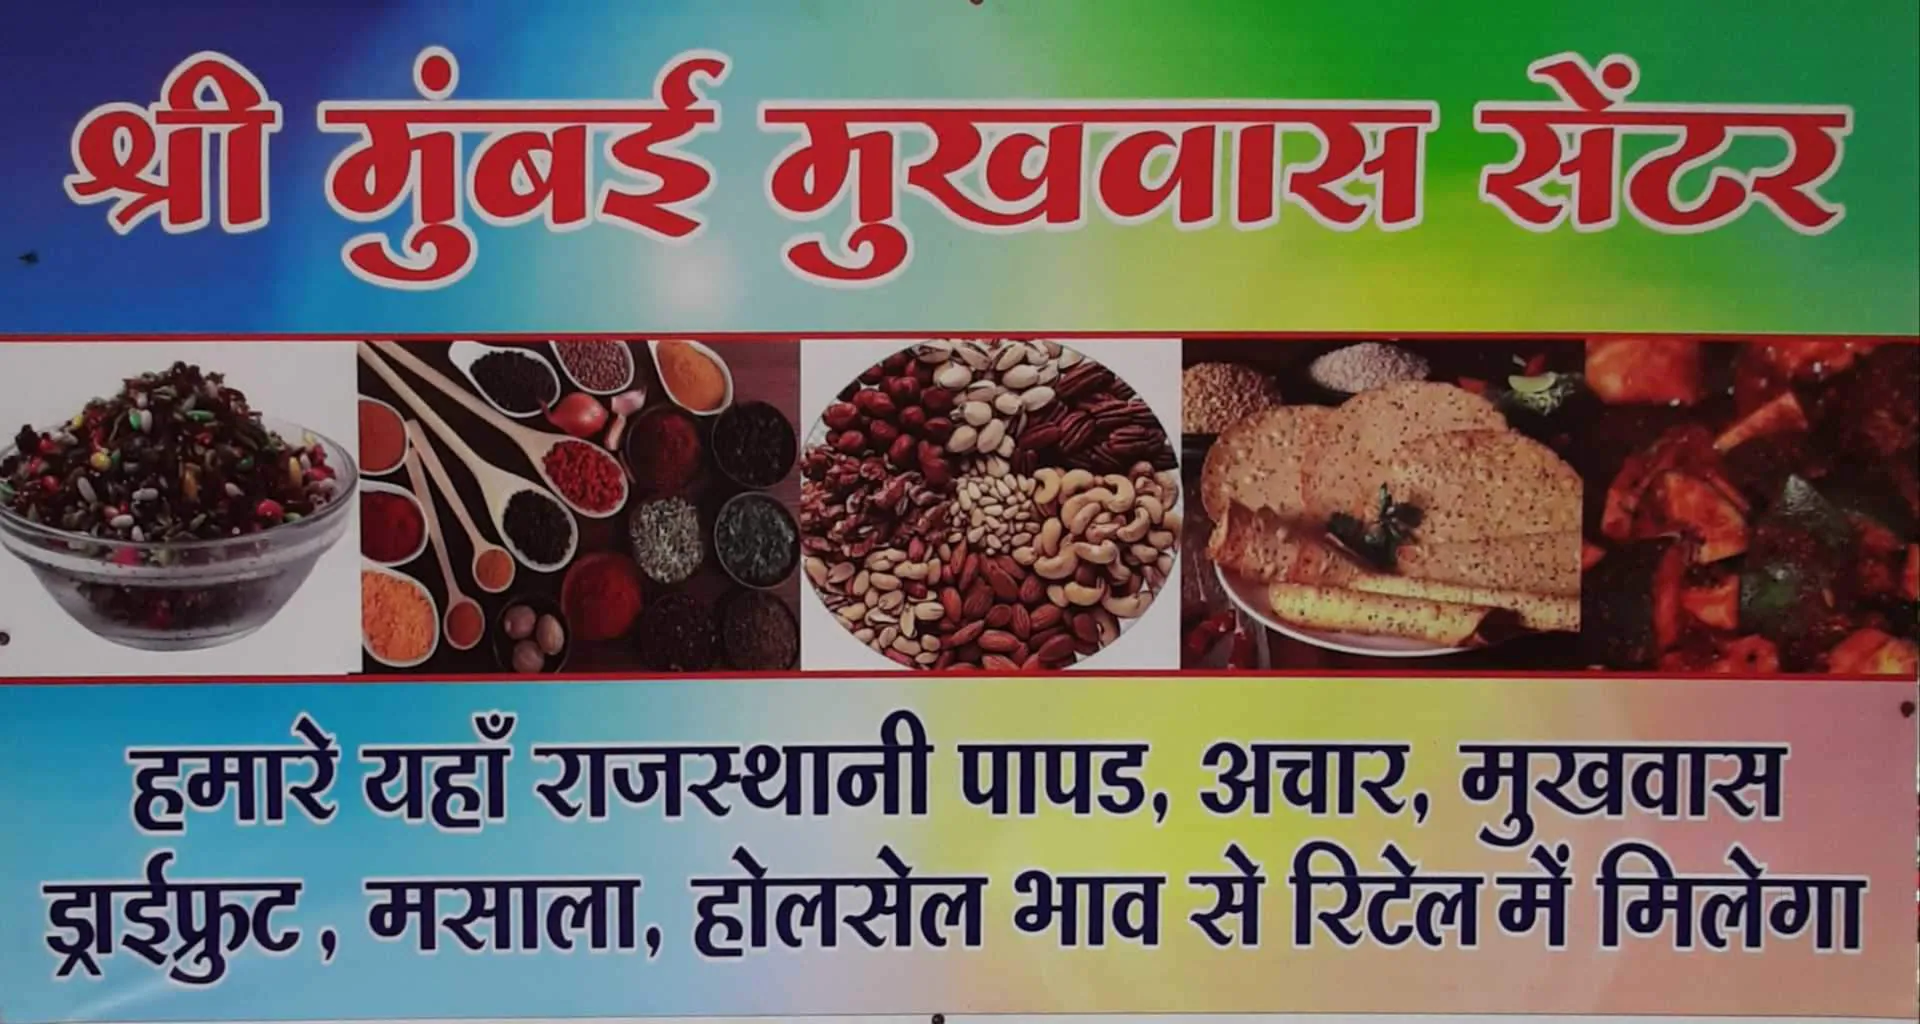 श्री मुंबई मुखवास सेंटर
हमारे यहाँ राजस्थानी पापड, अचार, मुखवास
ड्राईफ्रुट, मसाला, होलसेल भाव से रिटेल में मिलेगा